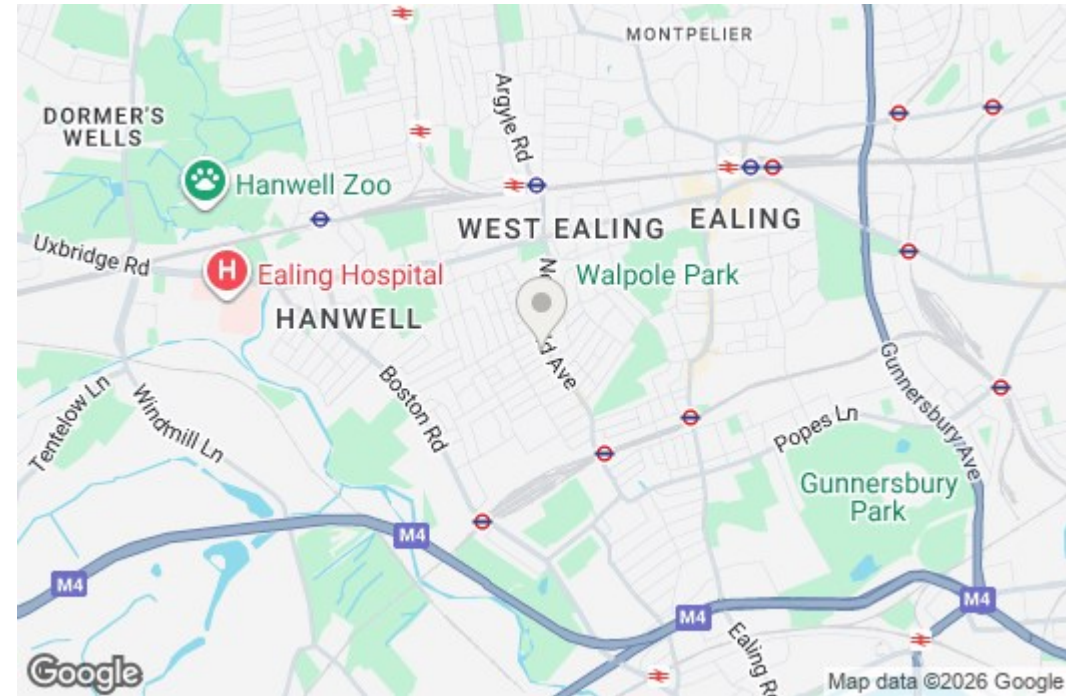 MONTPELIER
DORMER'S
WELLS
Argyle Rd
Hanwell Zoo
WEST EALING
EALING
Uxbridge Rd
Ealing Hospital
Walpole Park
H
HANWELL
Ave
Boston Rd
Gunnersbury Ave
Tentelow Ln
Windmill Ln
Popes Ln
Gunnersbury
Park
M4
M4
M4
M4
Ealing Rd
Google
Map data ©2026 Google